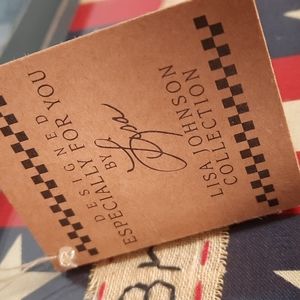 DESIGNED
ESPECIALLY FOR YOU
BY
Lisa
LISA JOHNSON
COLLECTION